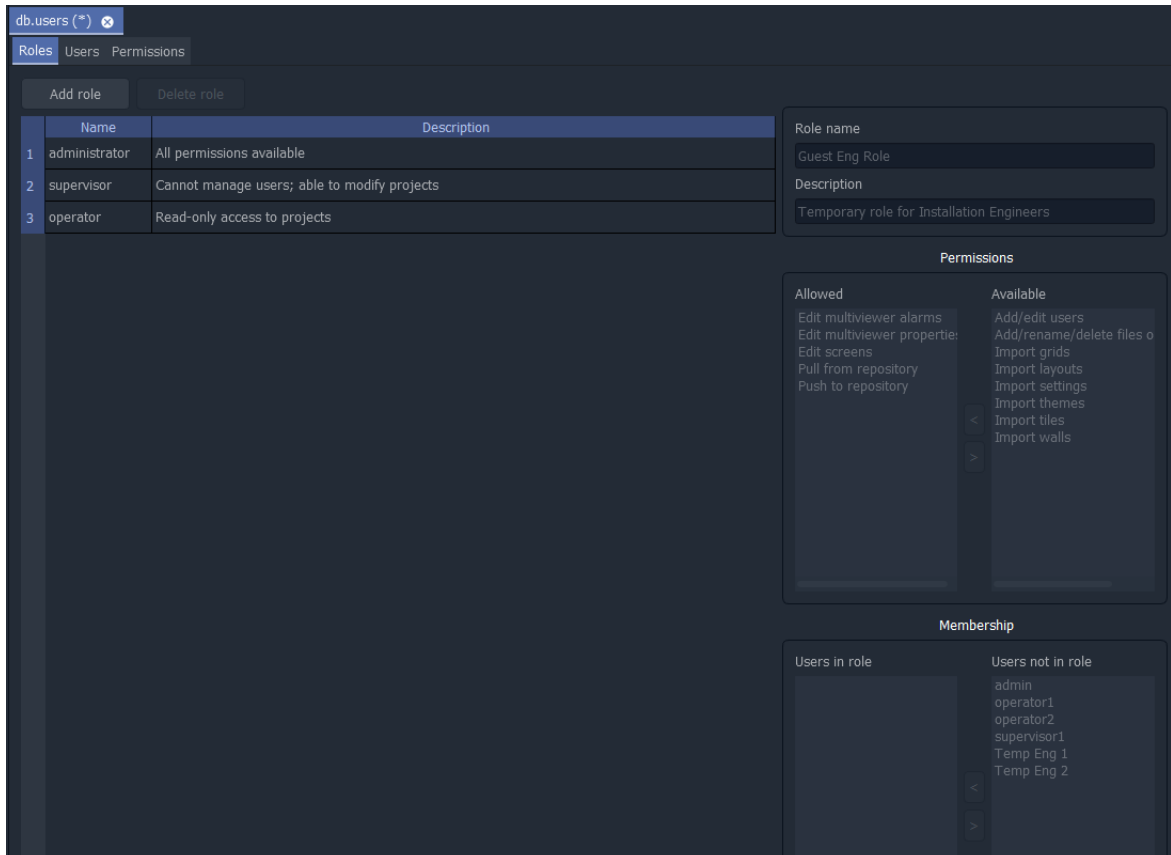 db.users (*)
Roles Users Permissions
Add role Delete role
Name Description
1 administrator All permissions available
2 supervisor Cannot manage users; able to modify projects
3 operator Read-only access to projects
Role name
Guest Eng Role
Description
Temporary role for Installation Engineers
Permissions
Allowed
Edit multiviewer alarms
Edit multiviewer properties
Edit screens
Pull from repository
Push to repository
<
>
Available
Add/edit users
Add/rename/delete files o
Import grids
Import layouts
Import settings
Import themes
Import tiles
Import walls
Membership
Users in role
<
>
Users not in role
admin
operator1
operator2
supervisor1
Temp Eng 1
Temp Eng 2